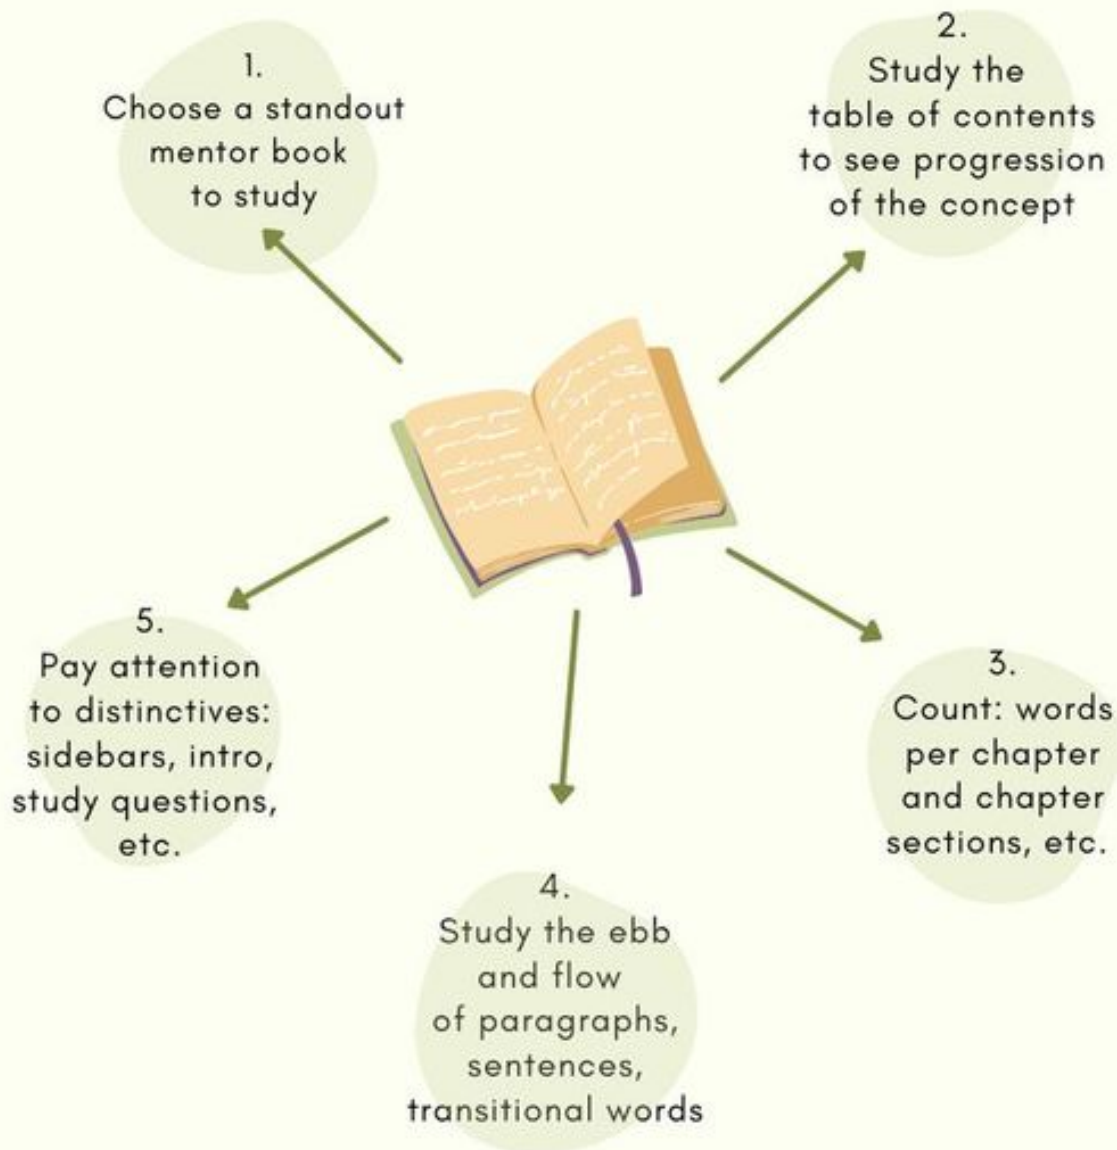 1.
Choose a standout
mentor book
to study
2.
Study the
table of contents
to see progression
of the concept
3.
Count: words
per chapter
and chapter
sections, etc.
4.
Study the ebb
and flow
of paragraphs,
sentences,
transitional words
5.
Pay attention
to distinctives:
sidebars, intro,
study questions,
etc.